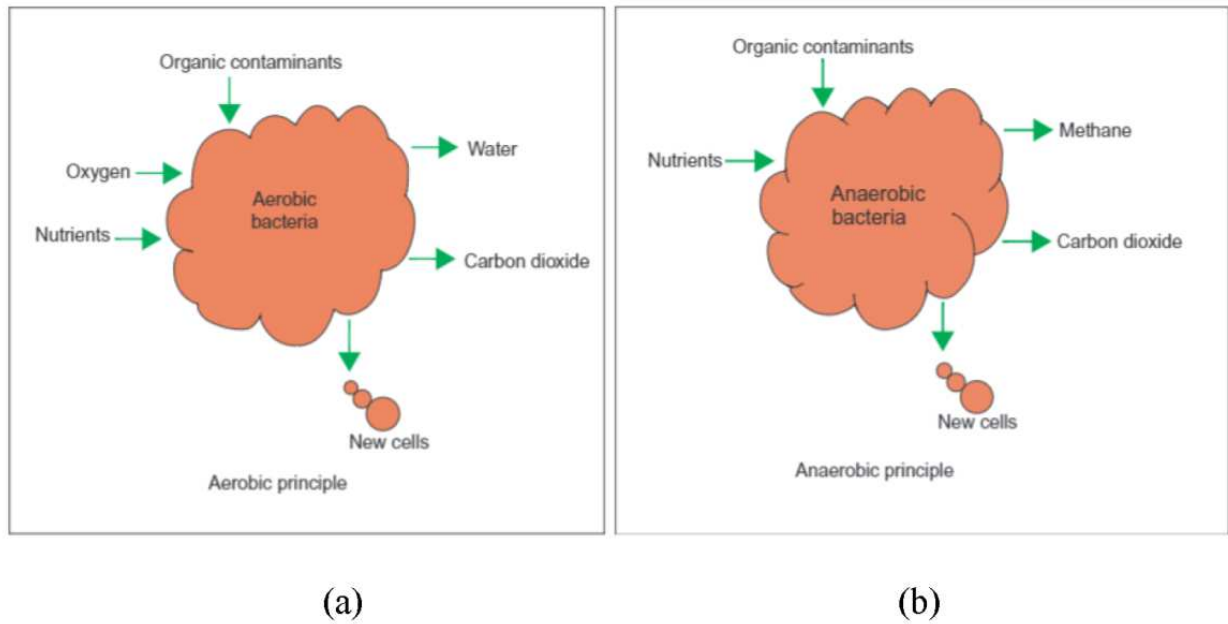 Organic contaminants
Oxygen
Nutrients
Aerobic
bacteria
Water
Carbon dioxide
New cells
Aerobic principle
Organic contaminants
Nutrients
Anaerobic
bacteria
Methane
Carbon dioxide
New cells
Anaerobic principle
(a)
(b)